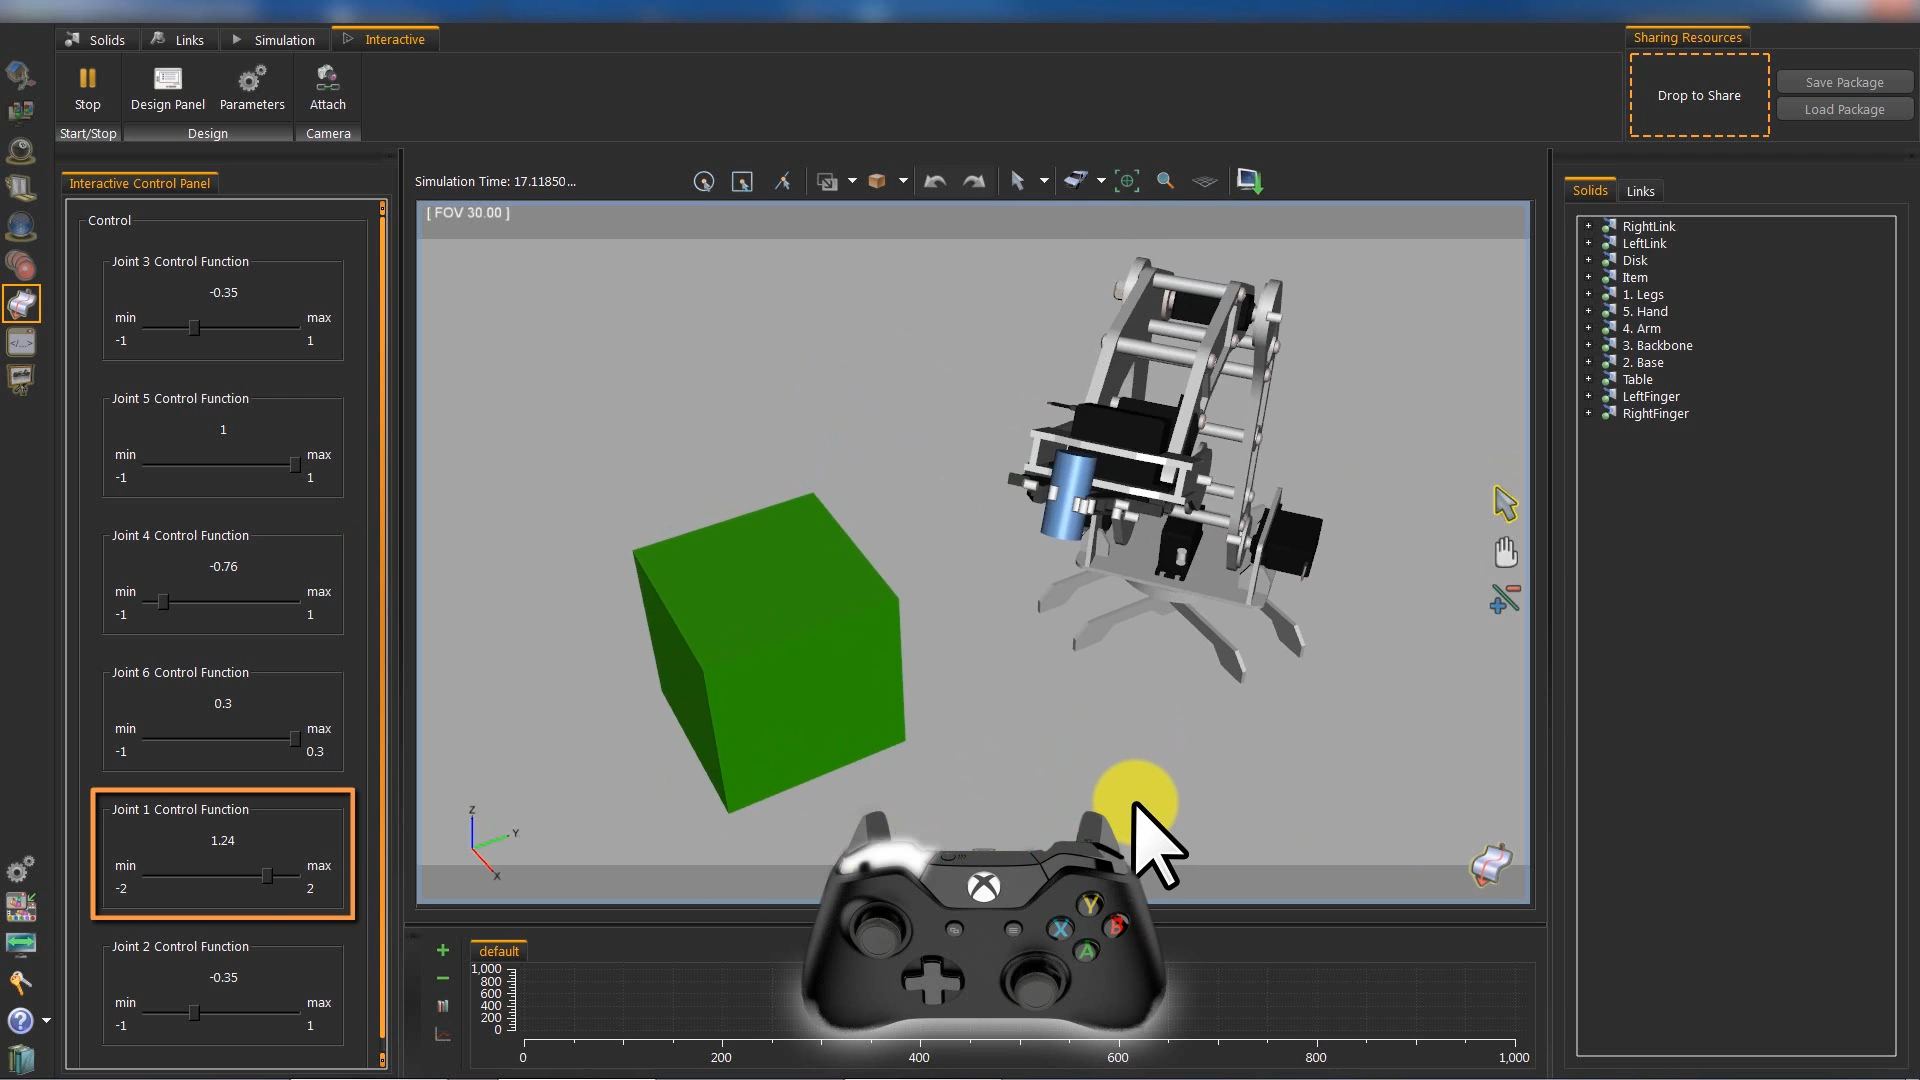 Solids
Links
Simulation
Interactive
Sharing Resources
Stop
Design Panel
Parameters
Attach
Start/Stop
Design
Camera
Drop to Share
Save Package
Load Package
Interactive Control Panel
Control
Joint 3 Control Function
-0.35
min
max
-1
1
Joint 5 Control Function
1
min
max
-1
1
Joint 4 Control Function
-0.76
min
max
-1
1
Joint 6 Control Function
0.3
min
max
-1
0.3
Joint 1 Control Function
1.24
min
max
-2
2
Joint 2 Control Function
-0.35
min
max
-1
1
Simulation Time: 17.11850...
[ FOV 30.00 ]
Z
Y
X
Y
X
B
A
default
1,000
800
600
400
200
0
0
200
400
600
800
1,000
Solids
Links
RightLink
LeftLink
Disk
Item
1. Legs
5. Hand
4. Arm
3. Backbone
2. Base
Table
LeftFinger
RightFinger